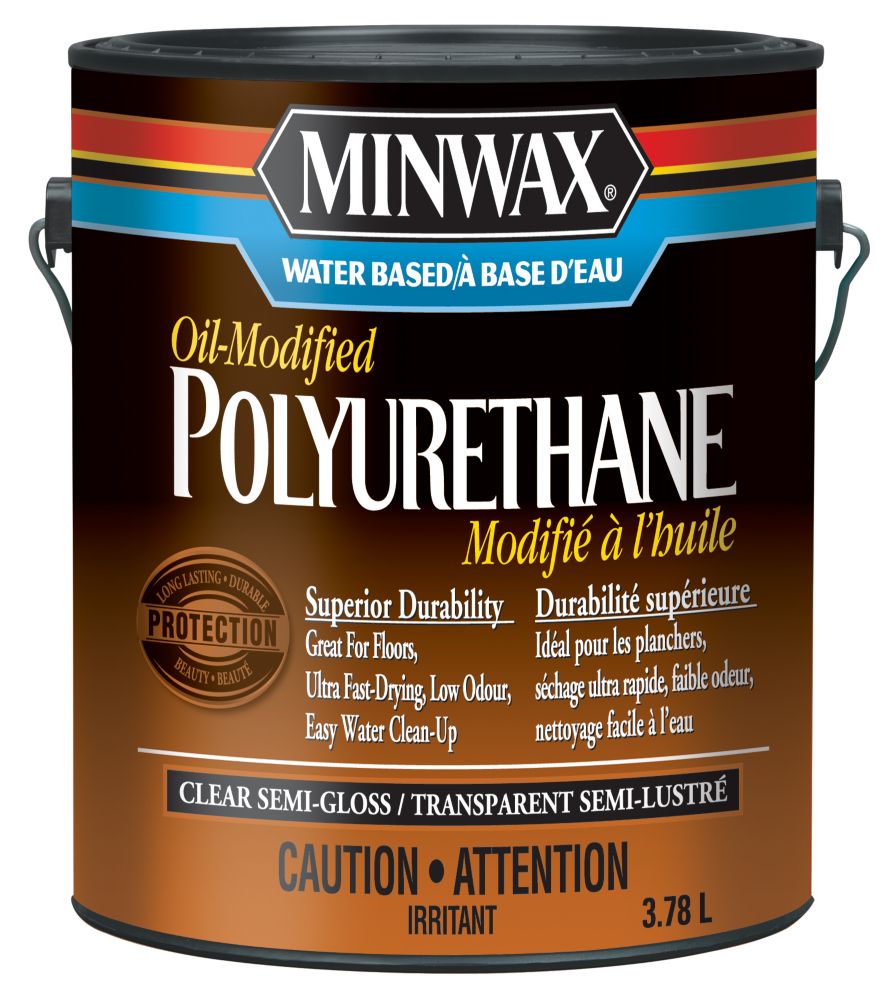 MINWAX®
WATER BASED/À BASE D'EAU
Oil-Modified
POLYURETHANE
Modifié à l'huile
LONG LASTING • DURABLE
PROTECTION
BEAUTY • BEAUTÉ
Superior Durability
Great For Floors,
Ultra Fast-Drying, Low Odour,
Easy Water Clean-Up
Durabilité supérieure
Idéal pour les planchers,
séchage ultra rapide, faible odeur,
nettoyage facile à l'eau
CLEAR SEMI-GLOSS / TRANSPARENT SEMI-LUSTRÉ
CAUTION • ATTENTION
IRRITANT
3.78 L